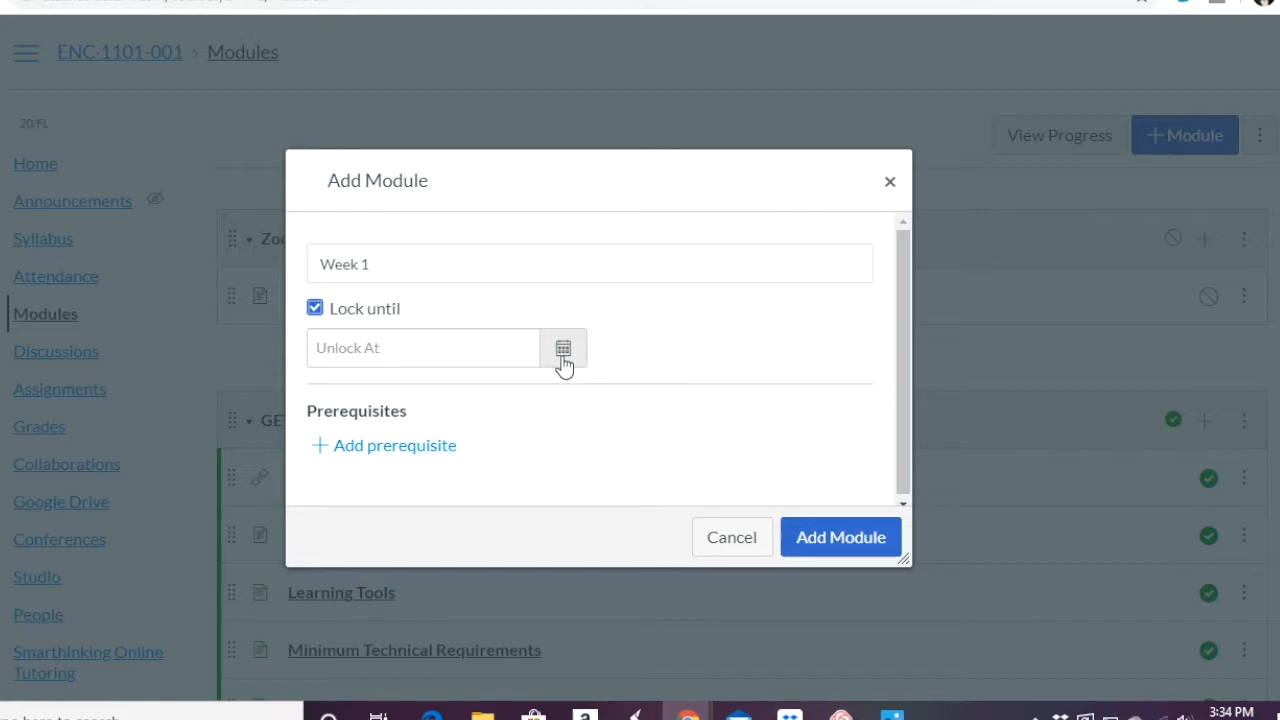 ENC-1101-001 › Modules
20/FL
View Progress
+ Module
Home
Announcements
Syllabus
Attendance
Modules
Discussions
Assignments
Grades
Collaborations
Google Drive
Conferences
Studio
People
Smarthinking Online
Tutoring
Zo
GE
Add Module
×
Week 1
Lock until
Unlock At
Prerequisites
+ Add prerequisite
Cancel
Add Module
Learning Tools
Minimum Technical Requirements
3:34 PM